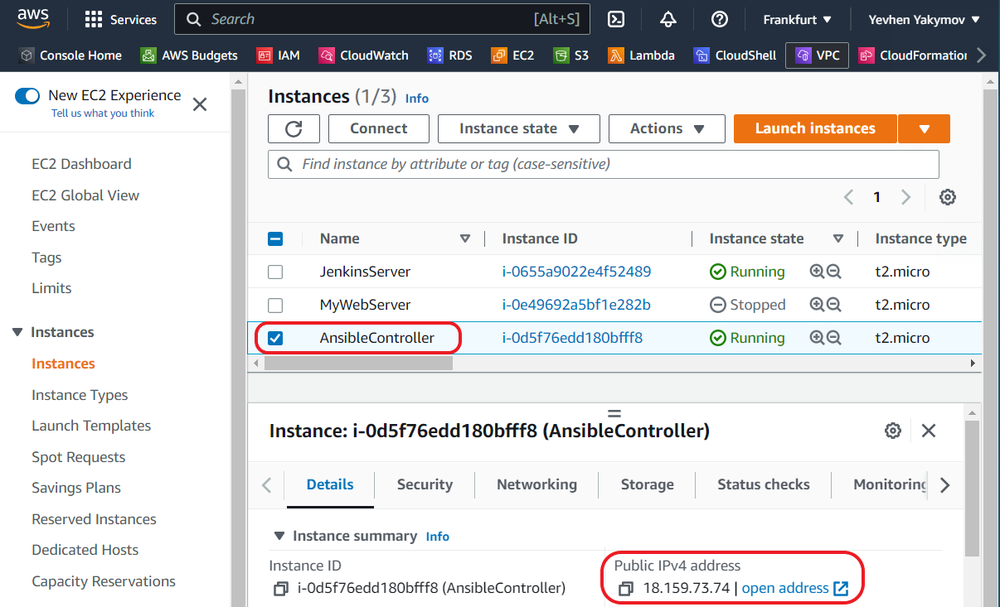 aws
Services
Search [Alt+S]
Frankfurt
Yevhen Yakymov
Console Home
AWS Budgets
IAM
CloudWatch
RDS
EC2
S3
Lambda
CloudShell
VPC
CloudFormation
New EC2 Experience
Tell us what you think
EC2 Dashboard
EC2 Global View
Events
Tags
Limits
Instances
Instances
Instance Types
Launch Templates
Spot Requests
Savings Plans
Reserved Instances
Dedicated Hosts
Capacity Reservations
Instances (1/3) Info
Connect
Instance state
Actions
Launch instances
Find instance by attribute or tag (case-sensitive)
1
Name Instance ID Instance state Instance type
JenkinsServer i-0655a9022e4f52489 Running t2.micro
MyWebServer i-0e49692a5bf1e282b Stopped t2.micro
AnsibleController i-0d5f76edd180bfff8 Running t2.micro
Instance: i-0d5f76edd180bfff8 (AnsibleController)
Details
Security
Networking
Storage
Status checks
Monitoring
Instance summary Info
Instance ID
i-0d5f76edd180bfff8 (AnsibleController)
Public IPv4 address
18.159.73.74 | open address